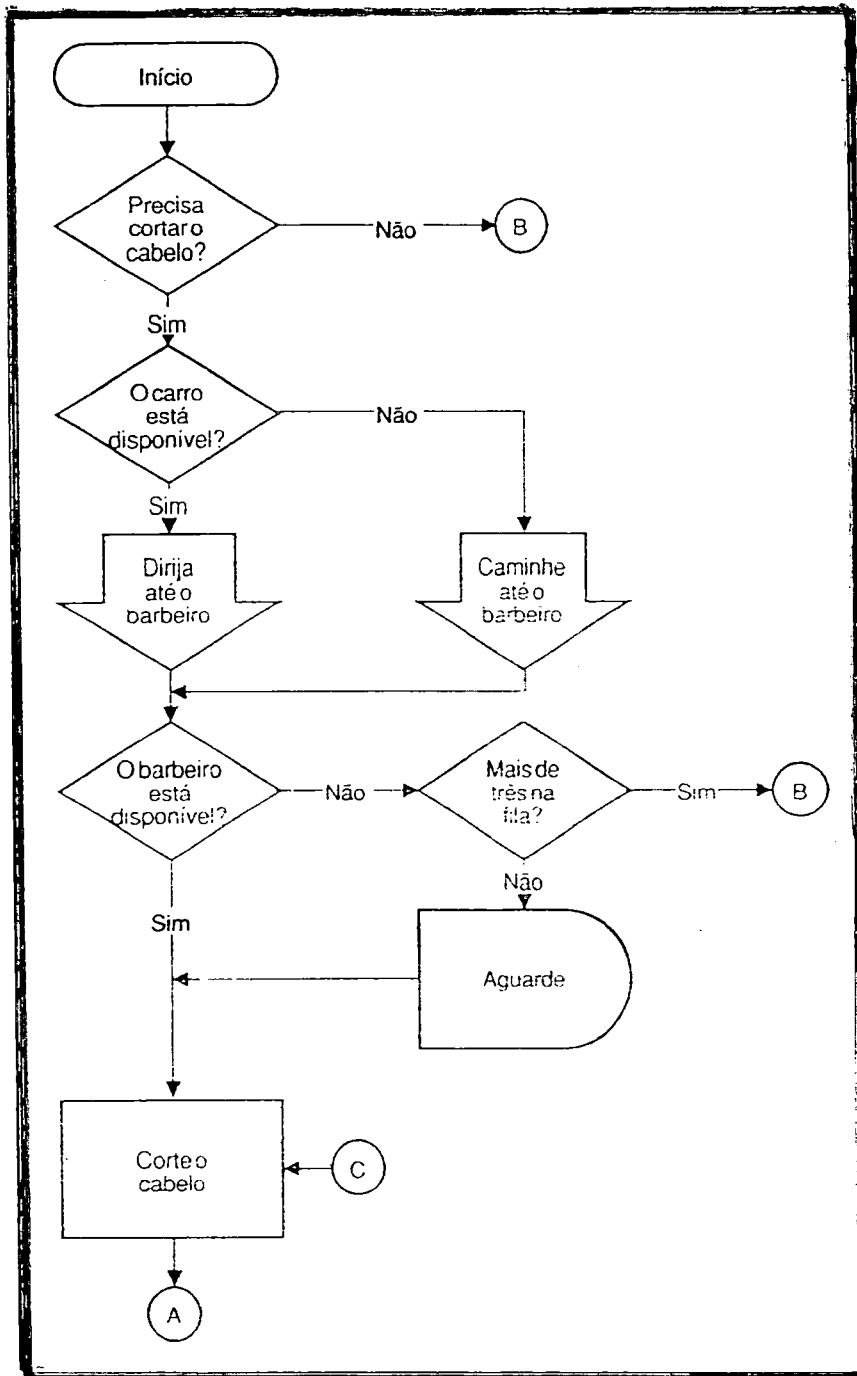 Início
Precisa
cortar o
cabelo?
Não
B
Sim
O carro
está
disponível?
Não
Sim
Dirija
até o
barbeiro
Caminhe
até o
barbeiro
O barbeiro
está
disponível?
Não
Mais de
três na
fila?
Sim
B
Não
Sim
Aguarde
Corte o
cabelo
C
A